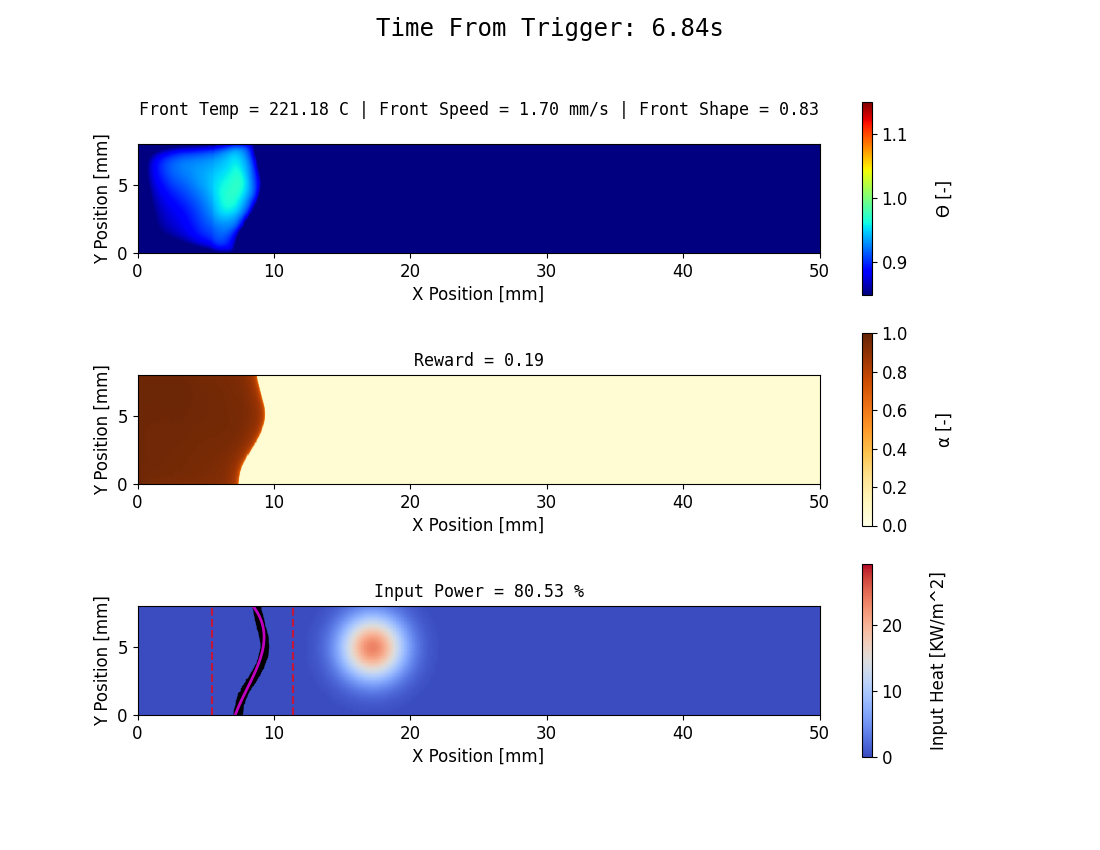 Time From Trigger: 6.84s
Front Temp = 221.18 C | Front Speed = 1.70 mm/s | Front Shape = 0.83
Y Position [mm]
5
0
0 10 20 30 40 50
X Position [mm]
1.1
1.0
0.9
Θ [-]
Reward = 0.19
Y Position [mm]
5
0
0 10 20 30 40 50
X Position [mm]
1.0
0.8
0.6
0.4
0.2
0.0
α [-]
Input Power = 80.53 %
Y Position [mm]
5
0
0 10 20 30 40 50
X Position [mm]
20
10
0
Input Heat [KW/m^2]